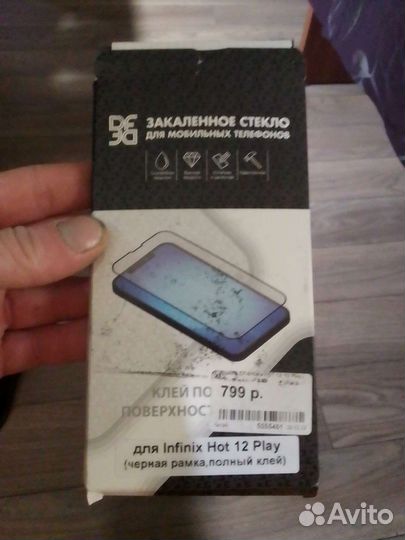 DF
ЗАКАЛЕННОЕ СТЕКЛО
ДЛЯ МОБИЛЬНЫХ ТЕЛЕФОНОВ
КЛЕЙ ПО
799 р.
ПОВЕРХНОСТ
5555401
для Infinix Hot 12 Play
(черная рамка,полный клей)
Avito